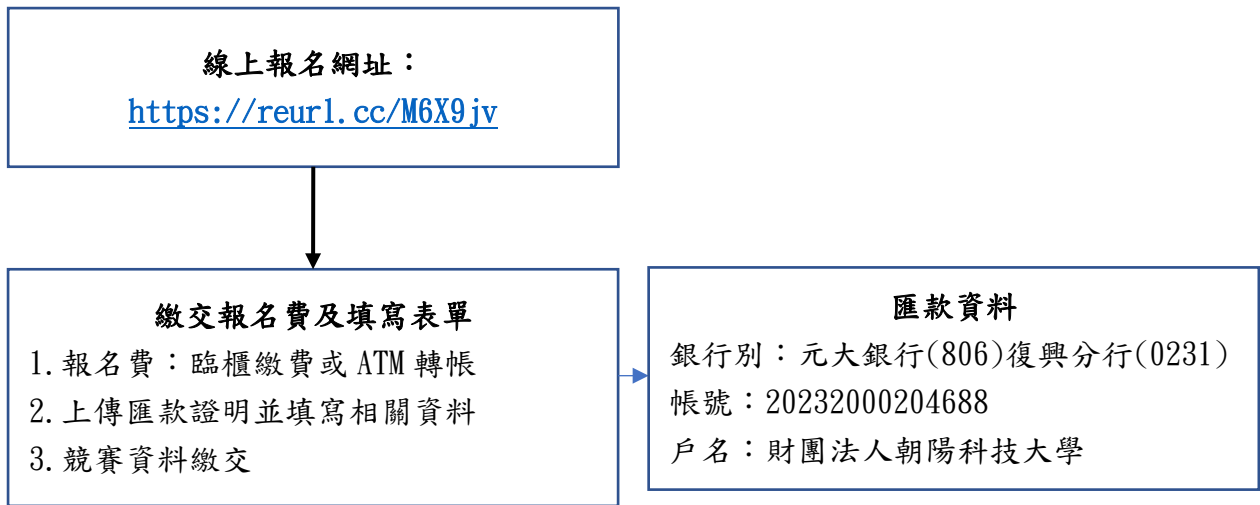 線上報名網址：
https://reurl.cc/M6X9jv
繳交報名費及填寫表單
1.報名費：臨櫃繳費或 ATM 轉帳
2.上傳匯款證明並填寫相關資料
3.競賽資料繳交
匯款資料
銀行別：元大銀行(806)復興分行(0231)
帳號：20232000204688
戶名：財團法人朝陽科技大學